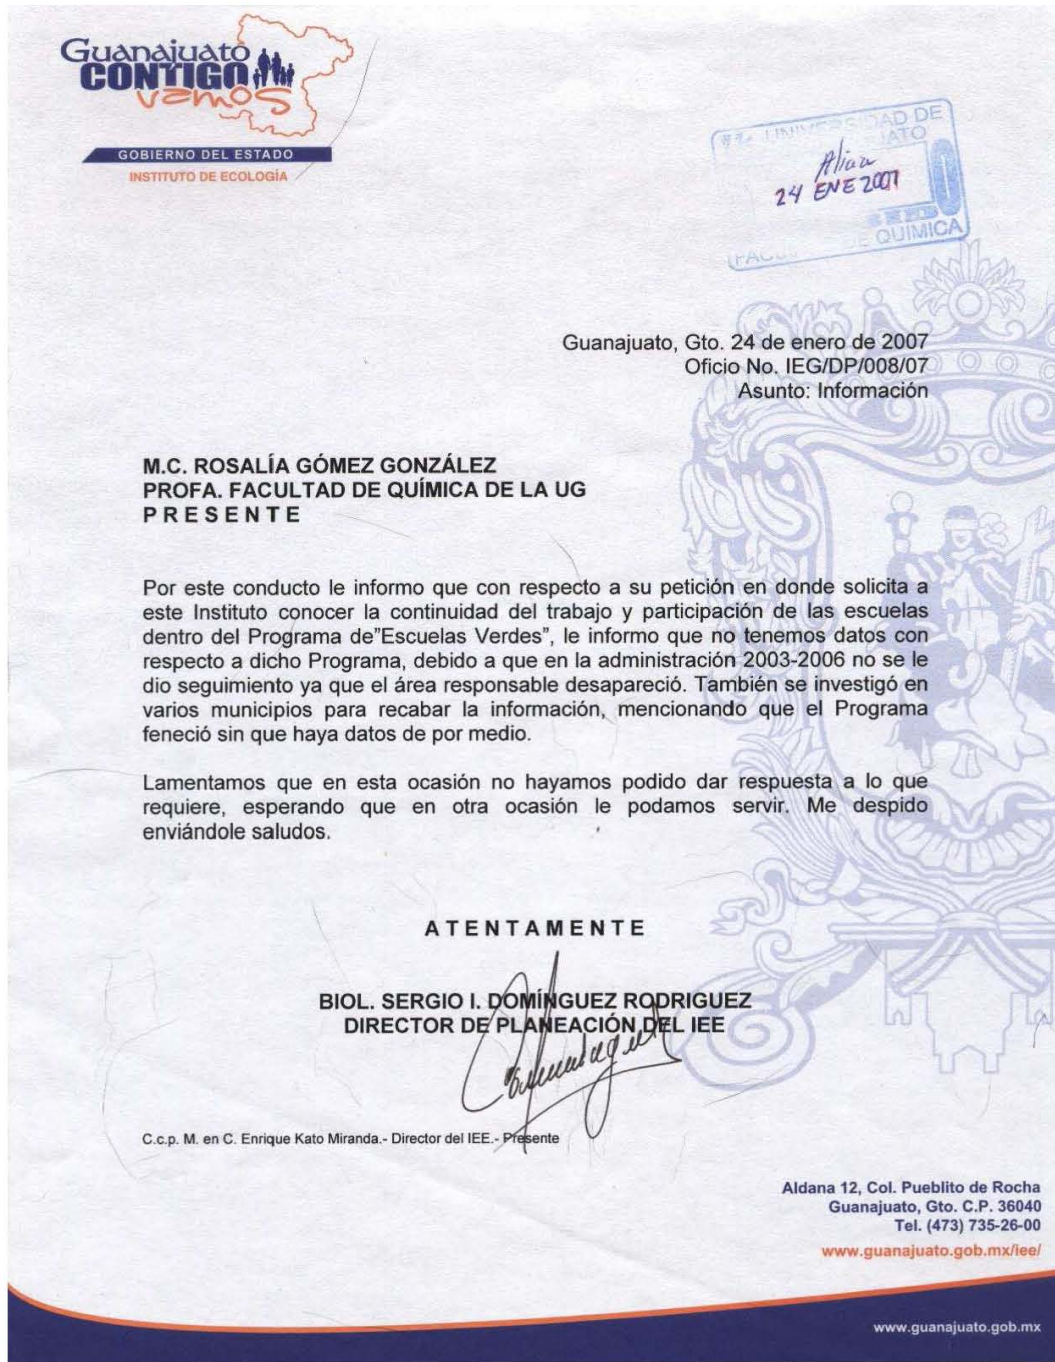 Guanajuato
CONTIGO
vamos
GOBIERNO DEL ESTADO
INSTITUTO DE ECOLOGÍA
UNIVERSIDAD DE
ATO
24 ENE 2007
DE QUIMICA
Guanajuato, Gto. 24 de enero de 2007
Oficio No. IEG/DP/008/07
Asunto: Información
M.C. ROSALÍA GÓMEZ GONZÁLEZ
PROFA. FACULTAD DE QUÍMICA DE LA UG
P R E S E N T E
Por este conducto le informo que con respecto a su petición en donde solicita a
este Instituto conocer la continuidad del trabajo y participación de las escuelas
dentro del Programa de"Escuelas Verdes", le informo que no tenemos datos con
respecto a dicho Programa, debido a que en la administración 2003-2006 no se le
dio seguimiento ya que el área responsable desapareció. También se investigó en
varios municipios para recabar la información, mencionando que el Programa
feneció sin que haya datos de por medio.
Lamentamos que en esta ocasión no hayamos podido dar respuesta a lo que
requiere, esperando que en otra ocasión le podamos servir. Me despido
enviándole saludos.
A T E N T A M E N T E
BIOL. SERGIO I. DOMÍNGUEZ RODRIGUEZ
DIRECTOR DE PLANEACIÓN DEL IEE
C.c.p. M. en C. Enrique Kato Miranda.- Director del IEE.- Presente
Aldana 12, Col. Pueblito de Rocha
Guanajuato, Gto. C.P. 36040
Tel. (473) 735-26-00
www.guanajuato.gob.mx/iee/
www.guanajuato.gob.mx